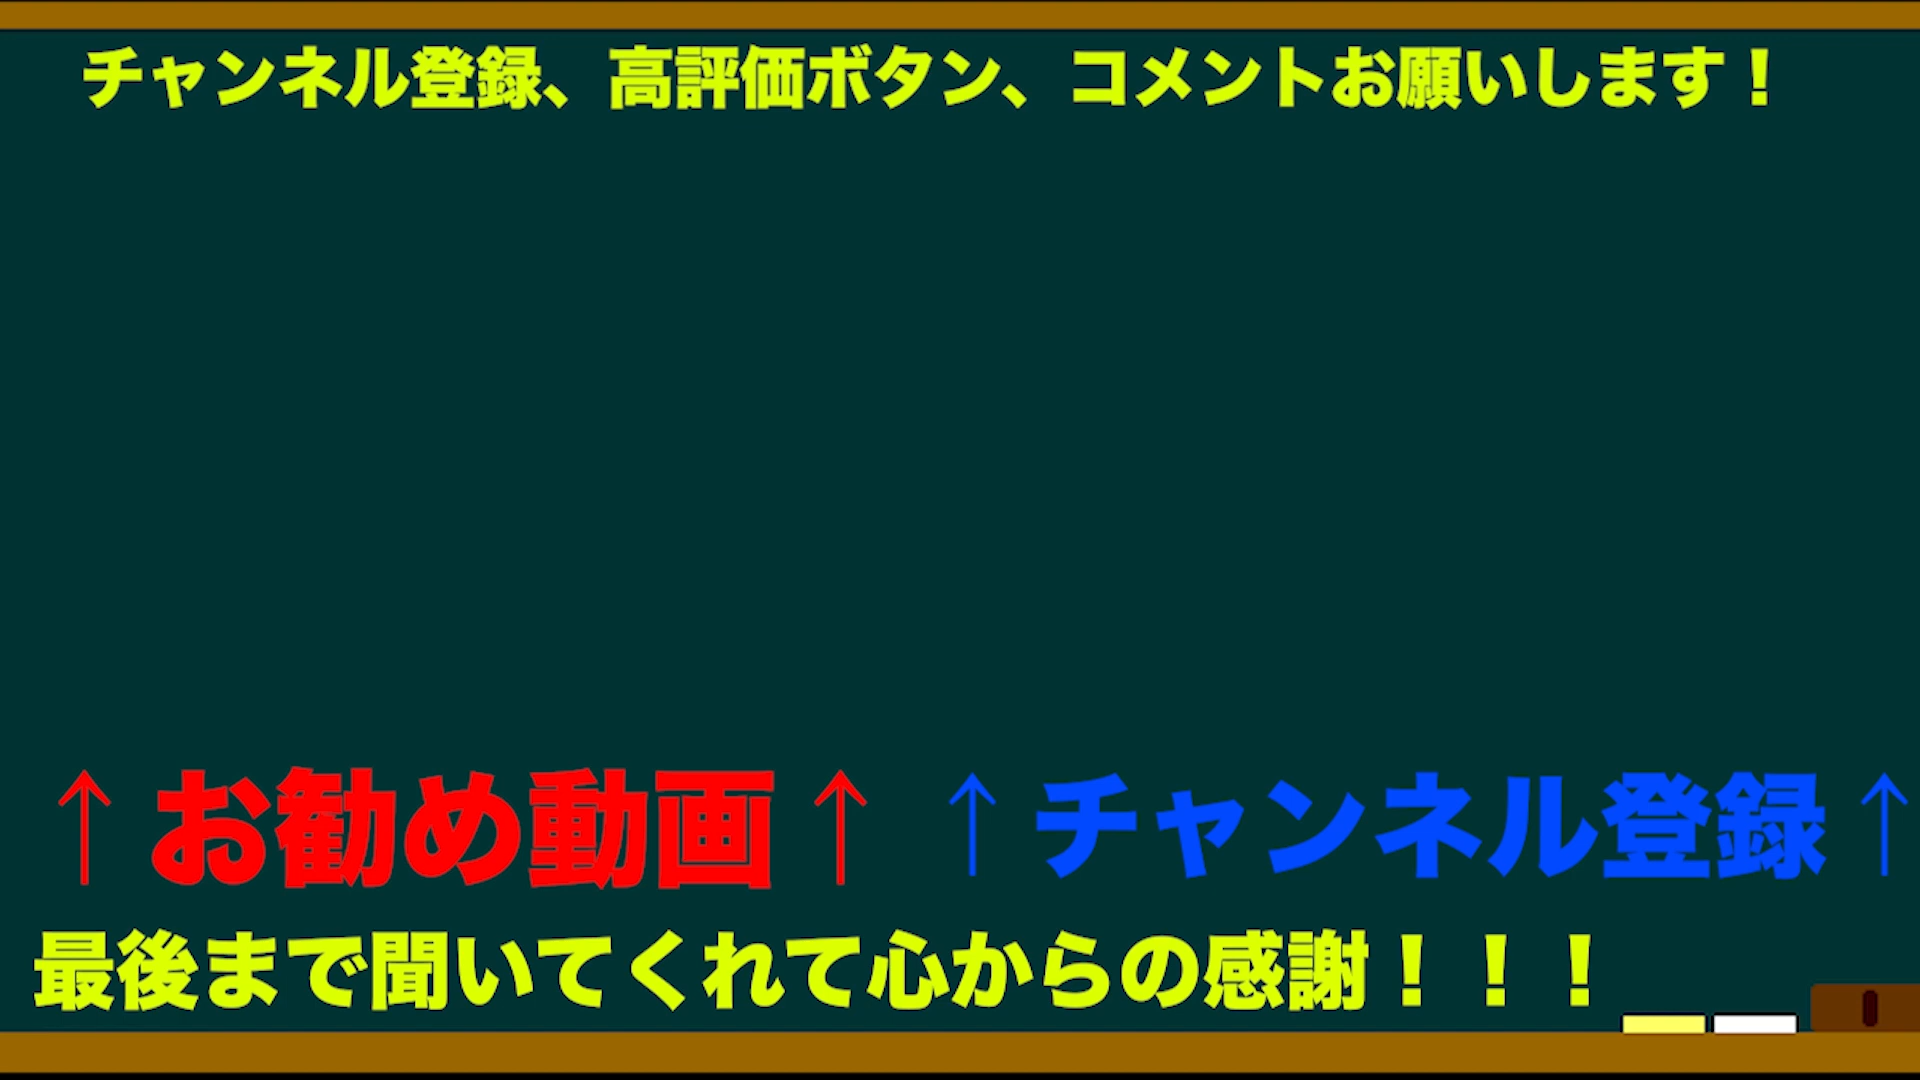 チャンネル登録、高評価ボタン、コメントお願いします！
↑お勧め動画↑ ↑チャンネル登録↑
最後まで聞いてくれて心からの感謝！！！